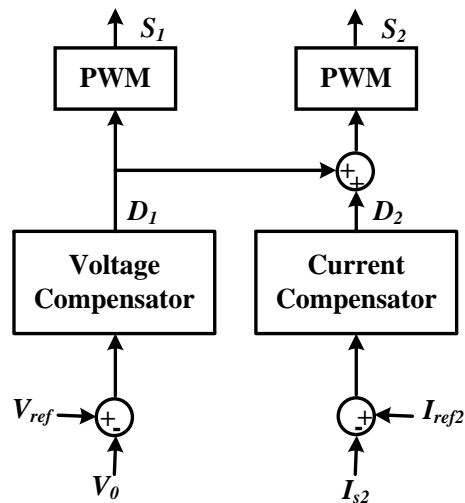 S1 S2
PWM PWM
+
+
D1 D2
Voltage Compensator
Current Compensator
Vref + - 
- + Iref2
V0 Is2